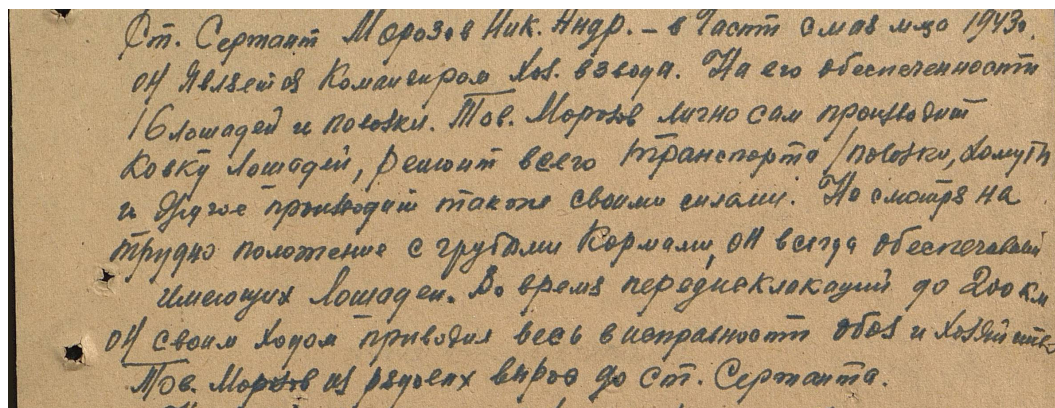 Ст. Сержант Морозов Ник. Андр. – в части с мая м-ца 1943г.
он является командиром хоз. взвода. На его обеспеченности
16 лошадей и повозки. Тов. Морозов лично сам производит
ковку лошадей, ремонт всего транспорта /повозки, хомуты
и другое производит также своими силами. Не смотря на
трудно положение с грубыми кормами, он всегда обеспечивает
имеющих лошадей. Во время передислокаций до 200 км
он своим ходом приводил весь в исправности обоз и
Тов. Морозов из рядовых вырос до ст. Сержанта.